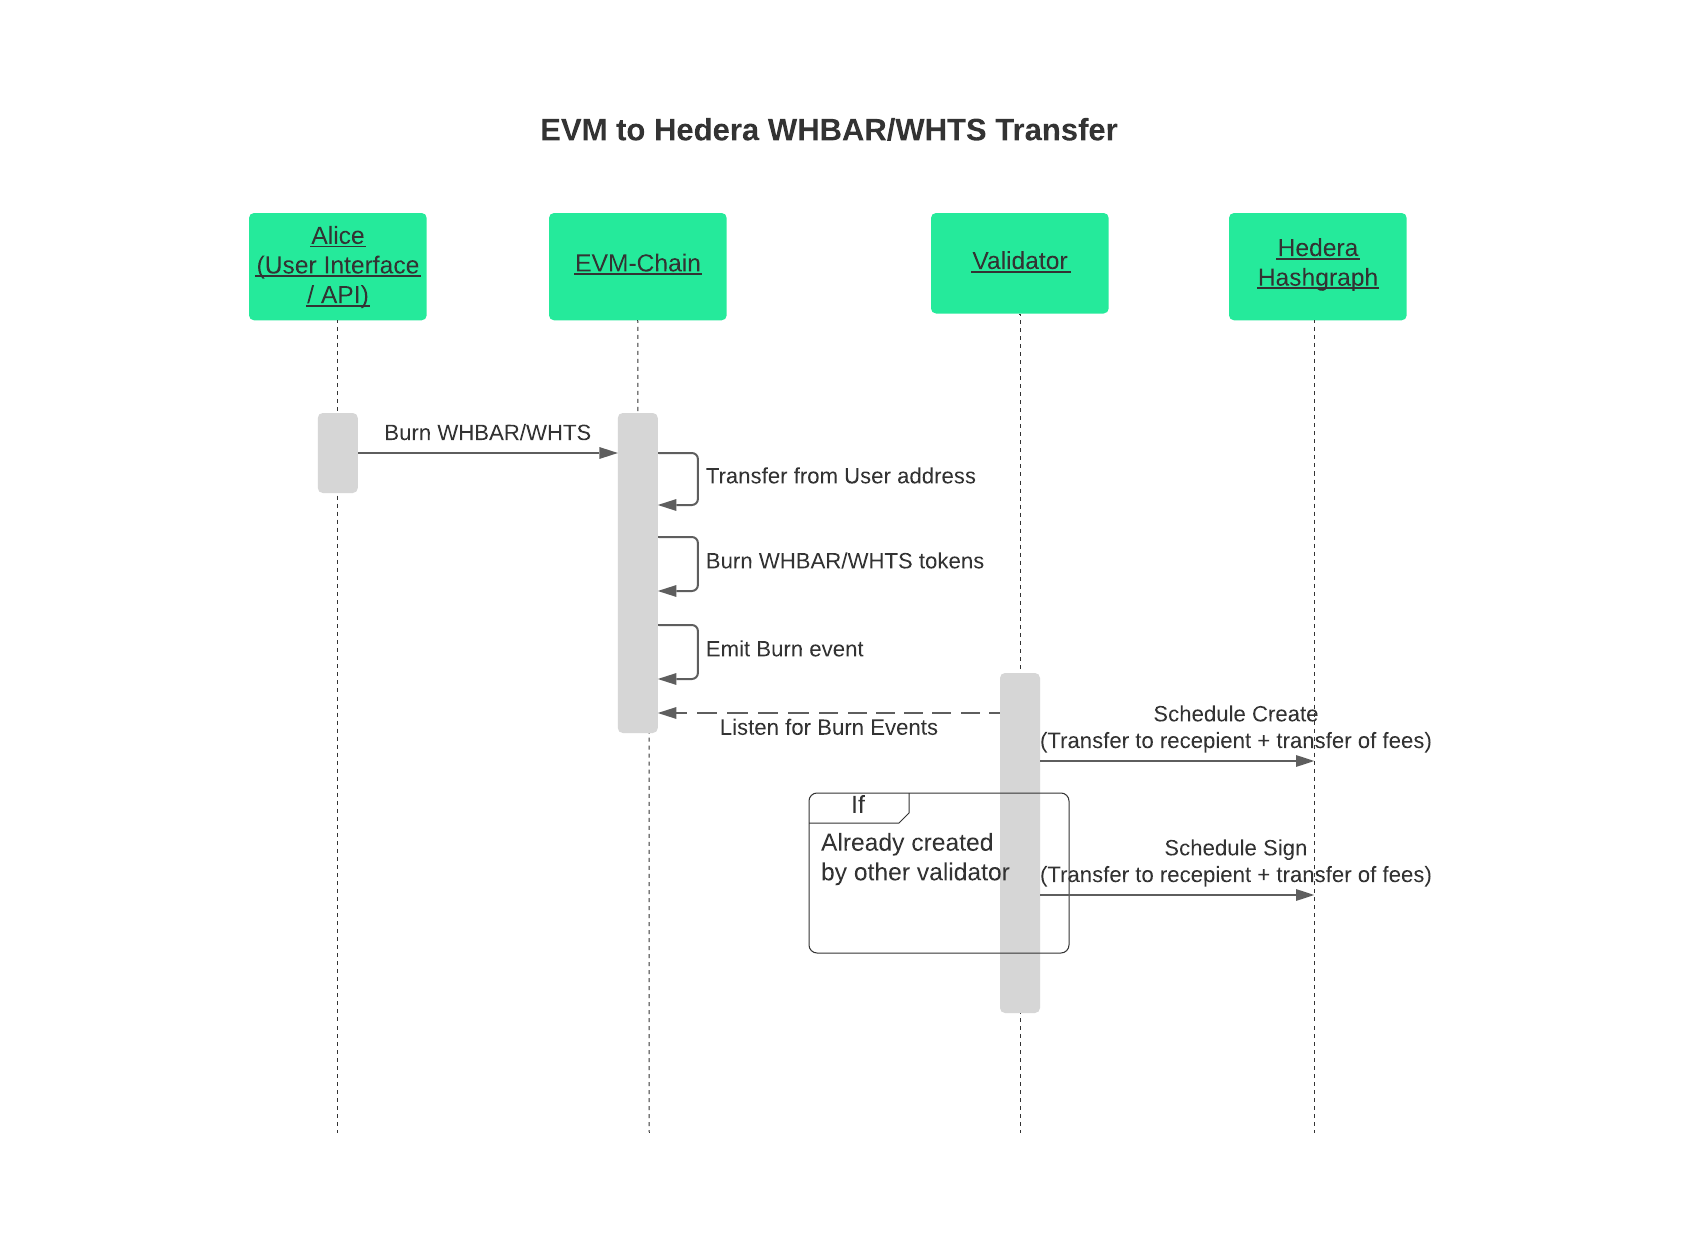 EVM to Hedera WHBAR/WHTS Transfer
Alice
(User Interface
/ API)
EVM-Chain
Validator
Hedera
Hashgraph
Burn WHBAR/WHTS
Transfer from User address
Burn WHBAR/WHTS tokens
Emit Burn event
Listen for Burn Events
Schedule Create
(Transfer to recepient + transfer of fees)
If
Already created
by other validator
Schedule Sign
(Transfer to recepient + transfer of fees)